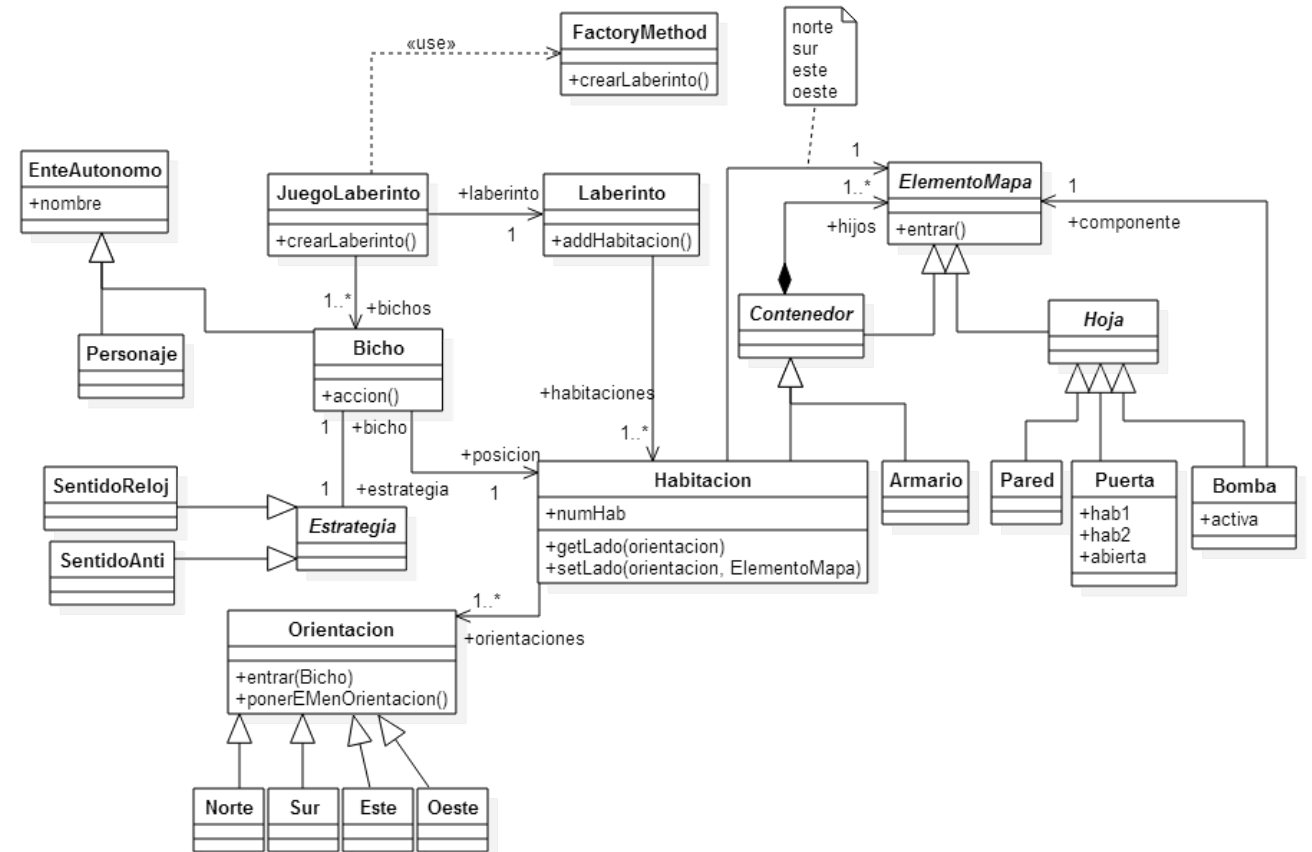 FactoryMethod
+crearLaberinto()
«use»
norte
sur
este
oeste
EnteAutonomo
+nombre
JuegoLaberinto
+crearLaberinto()
+laberinto
1
Laberinto
+addHabitacion()
1
ElementoMapa
+entrar()
1..*
+hijos
1
+componente
1..*
+bichos
Contenedor
Hoja
Personaje
Bicho
+accion()
1
+bicho
+habitaciones
1..*
+posicion
1
1
+estrategia
SentidoReloj
Estrategia
SentidoAnti
Habitacion
+numHab
+getLado(orientacion)
+setLado(orientacion, ElementoMapa)
Armario
Pared
Puerta
+hab1
+hab2
+abierta
Bomba
+activa
1..*
+orientaciones
Orientacion
+entrar(Bicho)
+ponerEMenOrientacion()
Norte
Sur
Este
Oeste